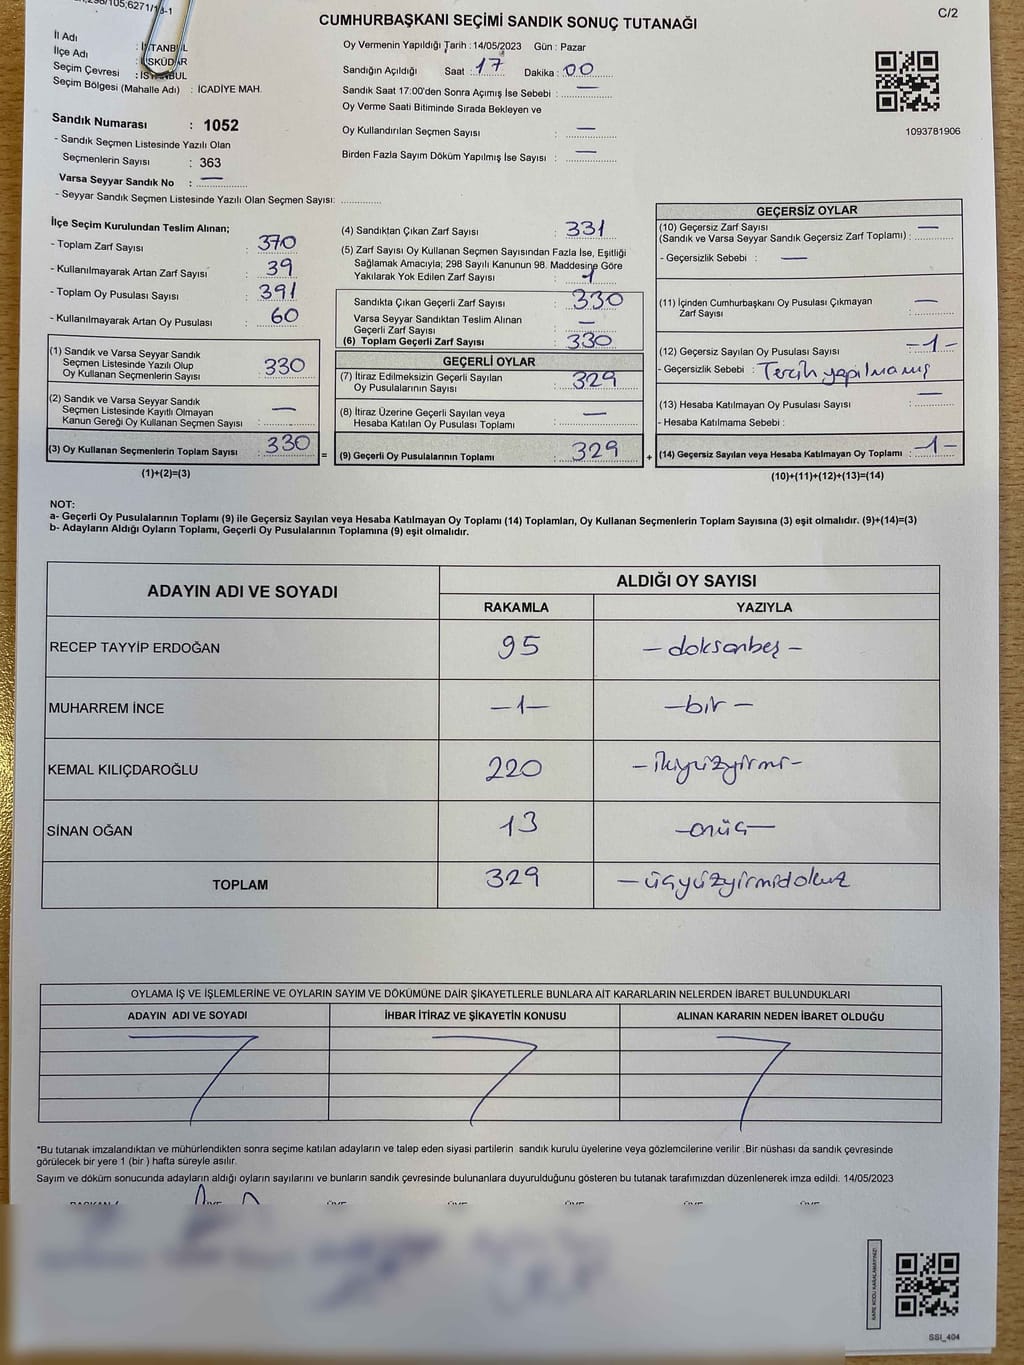 CUMHURBAŞKANI SEÇİMİ SANDIK SONUÇ TUTANAĞI
C/2
İl Adı : İSTANBUL
İlçe Adı : ÜSKÜDAR
Seçim Çevresi : İSTANBUL
Seçim Bölgesi (Mahalle Adı) : İCADİYE MAH.
Sandık Numarası : 1052
- Sandık Seçmen Listesinde Yazılı Olan
Seçmenlerin Sayısı : 363
Varsa Seyyar Sandık No : —
- Seyyar Sandık Seçmen Listesinde Yazılı Olan Seçmen Sayısı: ..............
Oy Vermenin Yapıldığı Tarih : 14/05/2023 Gün : Pazar
Sandığın Açıldığı Saat : 17 Dakika : 00
Sandık Saat 17:00'den Sonra Açımış İse Sebebi : —
Oy Verme Saati Bitiminde Sırada Bekleyen ve
Oy Kullandırılan Seçmen Sayısı : —
Birden Fazla Sayım Döküm Yapılmış İse Sayısı : —
1093781906
İlçe Seçim Kurulundan Teslim Alınan;
- Toplam Zarf Sayısı : 370
- Kullanılmayarak Artan Zarf Sayısı : 39
- Toplam Oy Pusulası Sayısı : 391
- Kullanılmayarak Artan Oy Pusulası : 60
(1) Sandık ve Varsa Seyyar Sandık
Seçmen Listesinde Yazılı Olup
Oy Kullanan Seçmenlerin Sayısı : 330
(2) Sandık ve Varsa Seyyar Sandık
Seçmen Listesinde Kayıtlı Olmayan
Kanun Gereği Oy Kullanan Seçmen Sayısı : —
(3) Oy Kullanan Seçmenlerin Toplam Sayısı : 330
(1)+(2)=(3)
=
(4) Sandıktan Çıkan Zarf Sayısı : 331
(5) Zarf Sayısı Oy Kullanan Seçmen Sayısından Fazla İse, Eşitliği
Sağlamak Amacıyla; 298 Sayılı Kanunun 98. Maddesine Göre
Yakılarak Yok Edilen Zarf Sayısı : 1
Sandıkta Çıkan Geçerli Zarf Sayısı : 330
Varsa Seyyar Sandıktan Teslim Alınan
Geçerli Zarf Sayısı : —
(6) Toplam Geçerli Zarf Sayısı : 330
GEÇERLİ OYLAR
(7) İtiraz Edilmeksizin Geçerli Sayılan
Oy Pusulalarının Sayısı : 329
(8) İtiraz Üzerine Geçerli Sayılan veya
Hesaba Katılan Oy Pusulası Toplamı : —
(9) Geçerli Oy Pusulalarının Toplamı : 329
+
GEÇERSİZ OYLAR
(10) Geçersiz Zarf Sayısı
(Sandık ve Varsa Seyyar Sandık Geçersiz Zarf Toplamı) : —
- Geçersizlik Sebebi : —
(11) İçinden Cumhurbaşkanı Oy Pusulası Çıkmayan
Zarf Sayısı : —
(12) Geçersiz Sayılan Oy Pusulası Sayısı : -1-
- Geçersizlik Sebebi : Tercih yapılmamış
(13) Hesaba Katılmayan Oy Pusulası Sayısı : —
- Hesaba Katılmama Sebebi :
(14) Geçersiz Sayılan veya Hesaba Katılmayan Oy Toplamı : -1-
(10)+(11)+(12)+(13)=(14)
NOT:
a- Geçerli Oy Pusulalarının Toplamı (9) ile Geçersiz Sayılan veya Hesaba Katılmayan Oy Toplamı (14) Toplamları, Oy Kullanan Seçmenlerin Toplam Sayısına (3) eşit olmalıdır. (9)+(14)=(3)
b- Adayların Aldığı Oyların Toplamı, Geçerli Oy Pusulalarının Toplamına (9) eşit olmalıdır.
ADAYIN ADI VE SOYADI ALDIĞI OY SAYISI
RAKAMLA YAZIYLA
RECEP TAYYİP ERDOĞAN 95 - doksanbeş -
MUHARREM İNCE -1- - bir -
KEMAL KILIÇDAROĞLU 220 - ikiyüzyirmi -
SİNAN OĞAN 13 - onüç -
TOPLAM 329 - üçyüzyirmidokuz
OYLAMA İŞ VE İŞLEMLERİNE VE OYLARIN SAYIM VE DÖKÜMÜNE DAİR ŞİKAYETLERLE BUNLARA AİT KARARLARIN NELERDEN İBARET BULUNDUKLARI
ADAYIN ADI VE SOYADI İHBAR İTİRAZ VE ŞİKAYETİN KONUSU ALINAN KARARIN NEDEN İBARET OLDUĞU
*Bu tutanak imzalandıktan ve mühürlendikten sonra seçime katılan adayların ve talep eden siyasi partilerin sandık kurulu üyelerine veya gözlemcilerine verilir .Bir nüshası da sandık çevresinde
görülecek bir yere 1 (bir ) hafta süreyle asılır.
Sayım ve döküm sonucunda adayların aldığı oyların sayılarını ve bunların sandık çevresinde bulunanlara duyurulduğunu gösteren bu tutanak tarafımızdan düzenlenerek imza edildi. 14/05/2023
KARE KODU KARALAMAYINIZ!
SSI_404